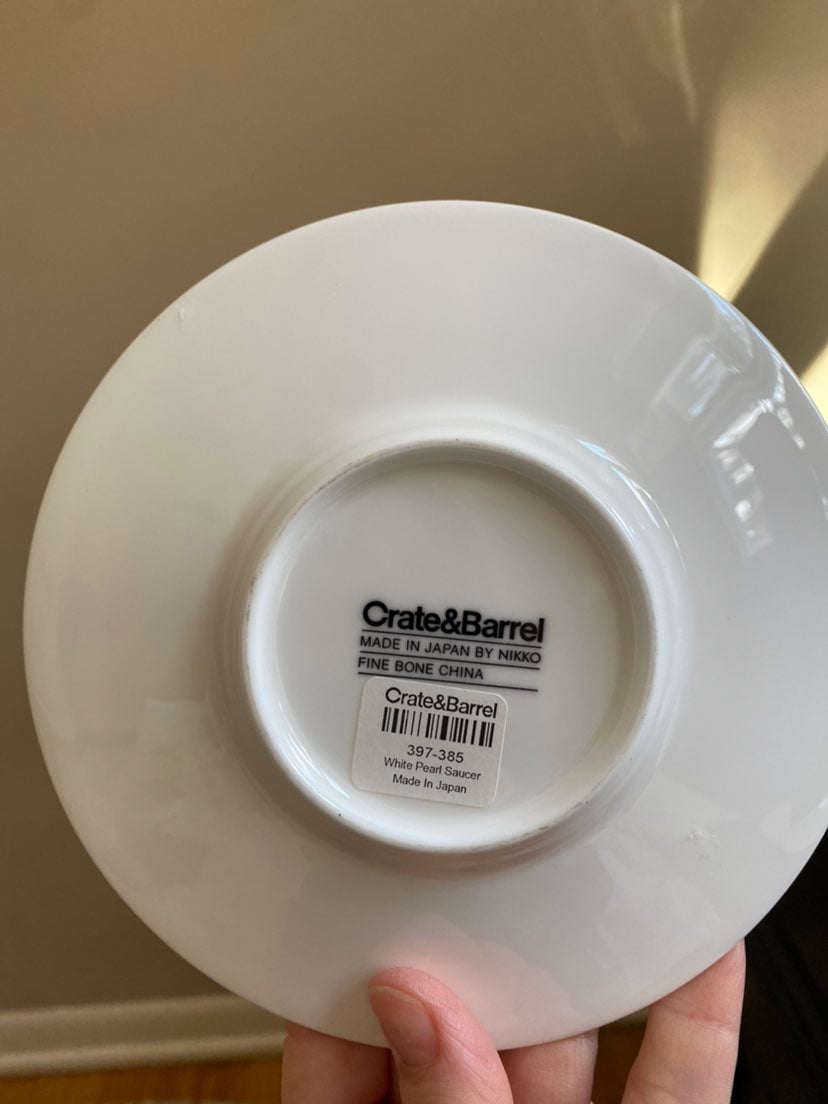 Crate&Barrel
MADE IN JAPAN BY NIKKO
FINE BONE CHINA
Crate&Barrel
397-385
White Pearl Saucer
Made In Japan